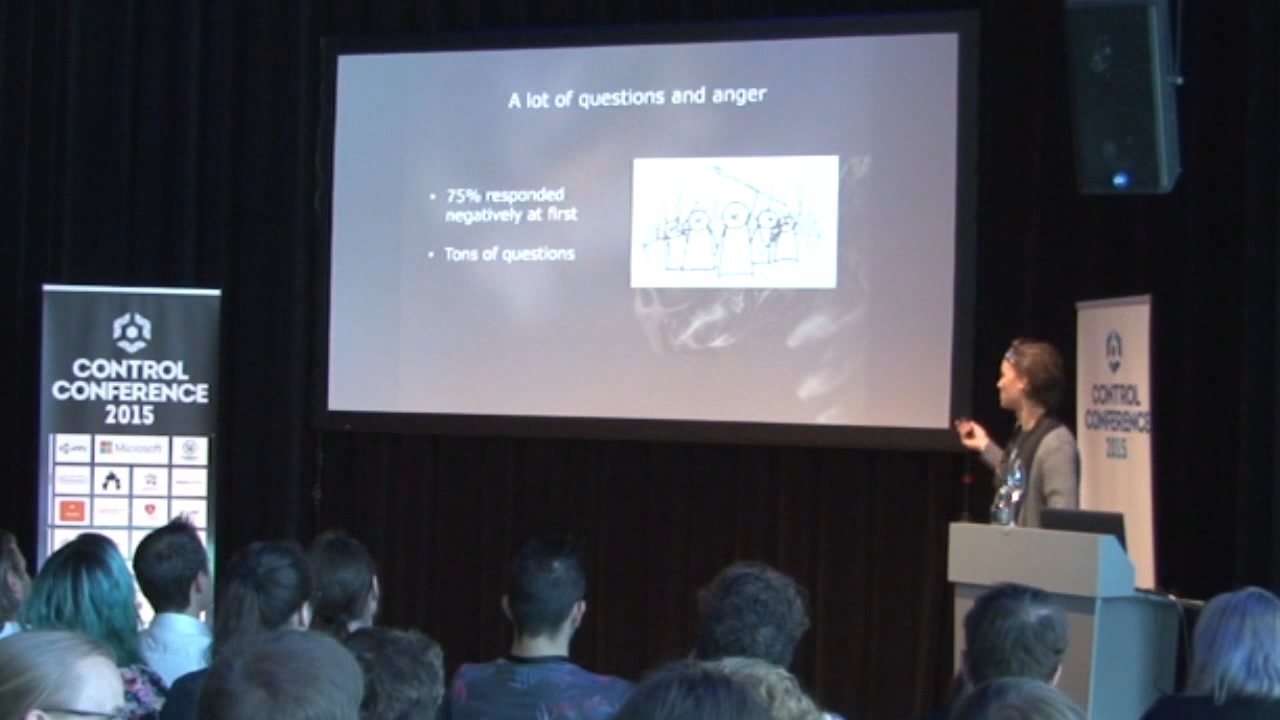 A lot of questions and anger
• 75% responded
negatively at first
• Tons of questions
CONTROL
CONFERENCE
2015
Microsoft
CONTROL
CONFERENCE
2015